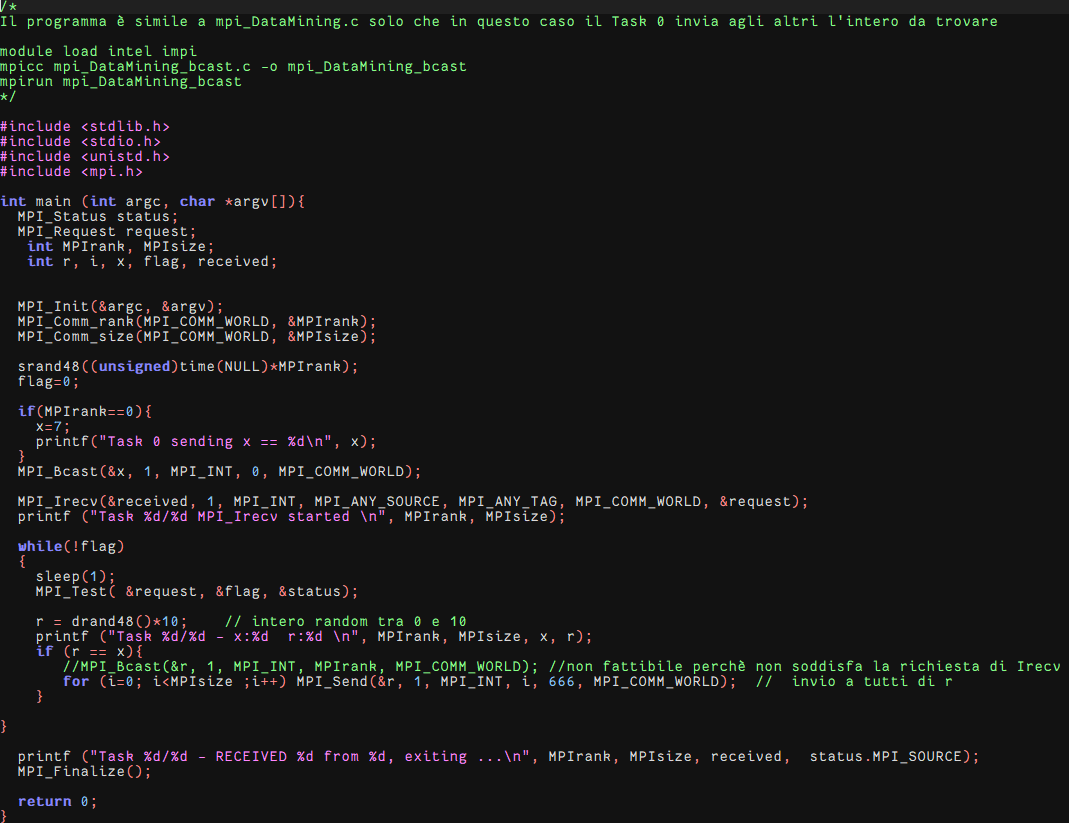 /*
Il programma è simile a mpi_DataMining.c solo che in questo caso il Task 0 invia agli altri l'intero da trovare
module load intel impi
mpicc mpi_DataMining_bcast.c -o mpi_DataMining_bcast
mpirun mpi_DataMining_bcast
*/
#include <stdlib.h>
#include <stdio.h>
#include <unistd.h>
#include <mpi.h>
int main (int argc, char *argv[]){
  MPI_Status status;
  MPI_Request request;
   int MPIrank, MPIsize;
   int r, i, x, flag, received;
  MPI_Init(&argc, &argv);
  MPI_Comm_rank(MPI_COMM_WORLD, &MPIrank);
  MPI_Comm_size(MPI_COMM_WORLD, &MPIsize);
  srand48((unsigned)time(NULL)*MPIrank);
  flag=0;
  if(MPIrank==0){
    x=7;
    printf("Task 0 sending x == %d\n", x);
  }
  MPI_Bcast(&x, 1, MPI_INT, 0, MPI_COMM_WORLD);
  MPI_Irecv(&received, 1, MPI_INT, MPI_ANY_SOURCE, MPI_ANY_TAG, MPI_COMM_WORLD, &request);
  printf ("Task %d/%d MPI_Irecv started \n", MPIrank, MPIsize);
  while(!flag)
  {
    sleep(1);
    MPI_Test( &request, &flag, &status);
    r = drand48()*10;    // intero random tra 0 e 10
    printf ("Task %d/%d - x:%d  r:%d \n", MPIrank, MPIsize, x, r);
    if (r == x){
       //MPI_Bcast(&r, 1, MPI_INT, MPIrank, MPI_COMM_WORLD); //non fattibile perchè non soddisfa la richiesta di Irecv
       for (i=0; i<MPIsize ;i++) MPI_Send(&r, 1, MPI_INT, i, 666, MPI_COMM_WORLD);  //  invio a tutti di r
    }
}
  printf ("Task %d/%d - RECEIVED %d from %d, exiting ...\n", MPIrank, MPIsize, received,  status.MPI_SOURCE);
  MPI_Finalize();
  return 0;
}